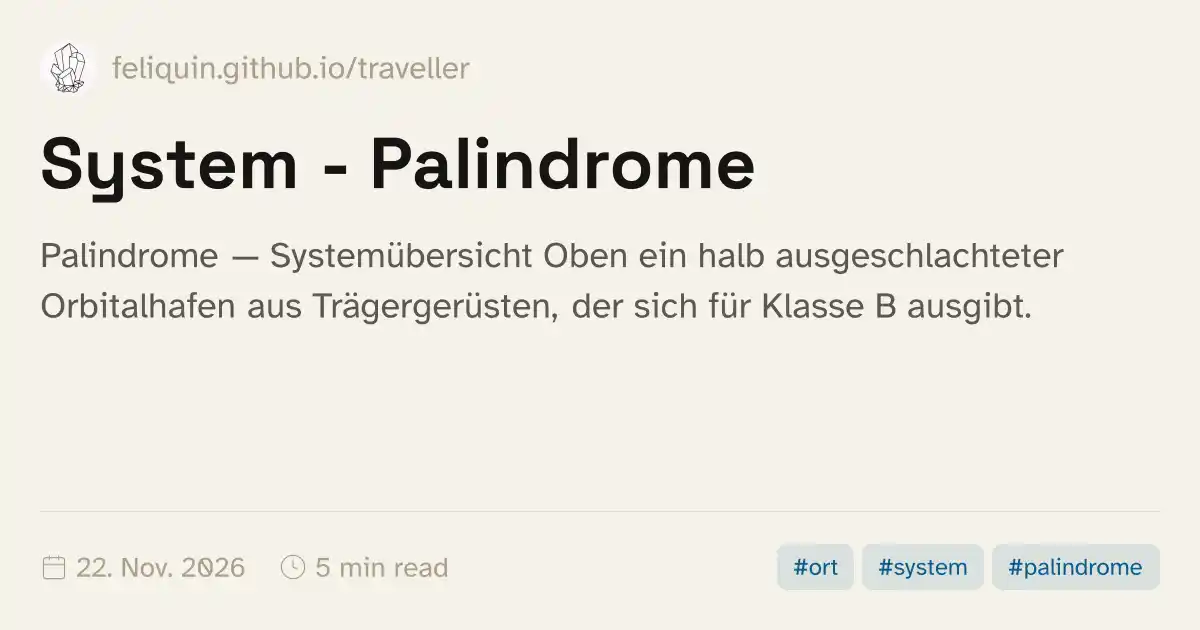 feliquin.github.io/traveller
System - Palindrome
Palindrome — Systemübersicht Oben ein halb ausgeschlachteter
Orbitalhafen aus Trägergerüsten, der sich für Klasse B ausgibt.
22. Nov. 2026 5 min read #ort #system #palindrome